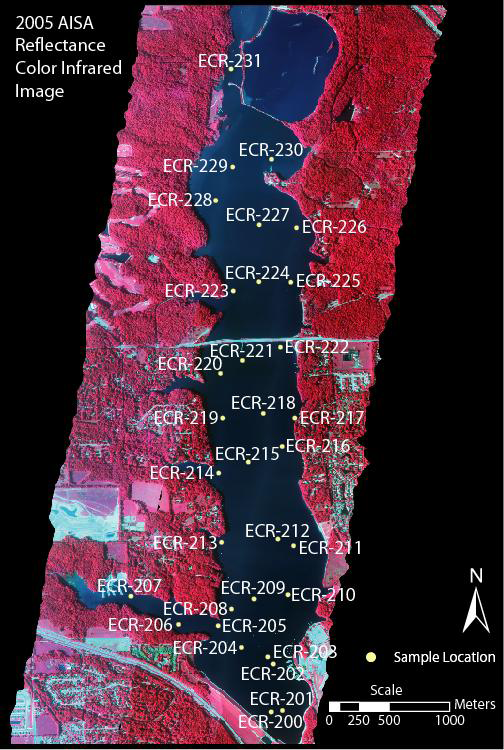 2005 AISA
Reflectance
Color Infrared
Image
ECR-231
ECR-230
ECR-229
ECR-228
ECR-227
ECR-226
ECR-224
ECR-225
ECR-223
ECR-221
ECR-222
ECR-220
ECR-218
ECR-219
ECR-217
ECR-216
ECR-215
ECR-214
ECR-212
ECR-213
ECR-211
ECR-207
ECR-209
ECR-210
ECR-208
ECR-206
ECR-205
ECR-204
ECR-203
ECR-202
ECR-201
ECR-200
N
Sample Location
Scale
Meters
0 250 500 1000